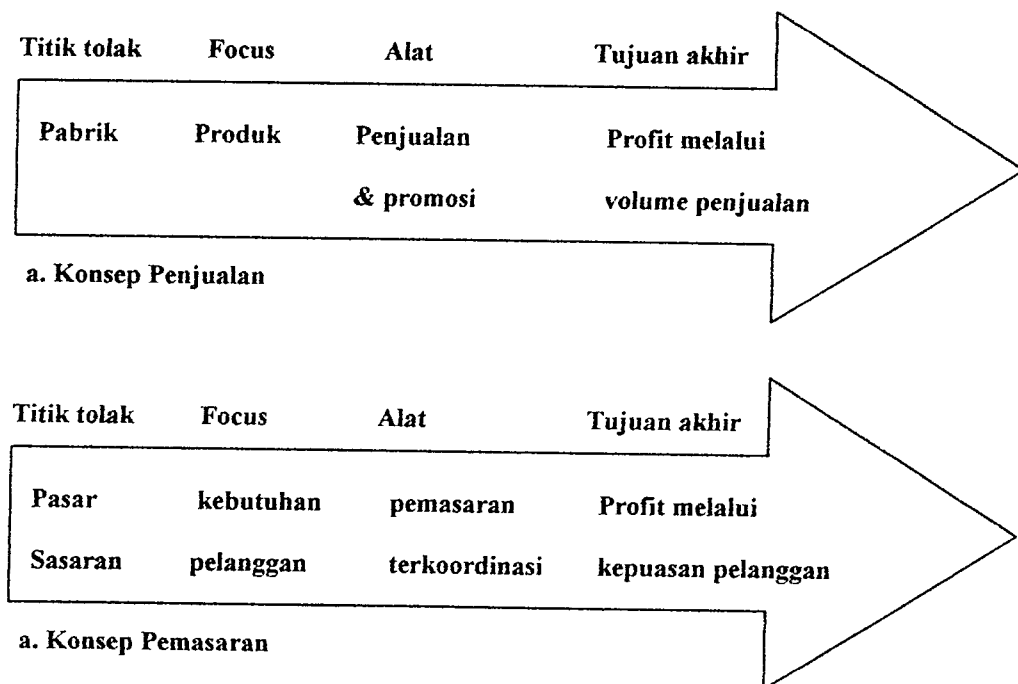 Titik tolak Focus Alat Tujuan akhir
Pabrik Produk Penjualan Profit melalui
& promosi volume penjualan
a. Konsep Penjualan
Titik tolak Focus Alat Tujuan akhir
Pasar kebutuhan pemasaran Profit melalui
Sasaran pelanggan terkoordinasi kepuasan pelanggan
a. Konsep Pemasaran